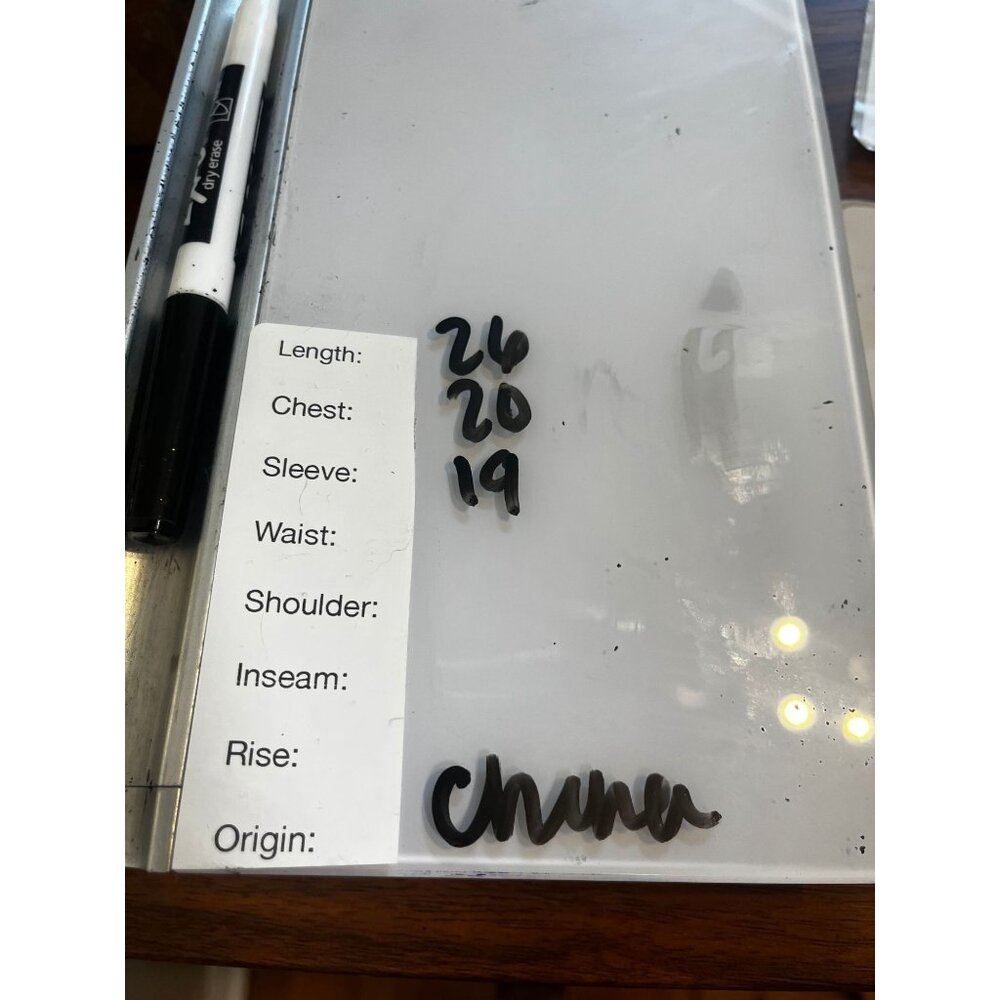 dry erase
Length: 26
Chest: 20
Sleeve: 19
Waist:
Shoulder:
Inseam:
Rise:
Origin: China